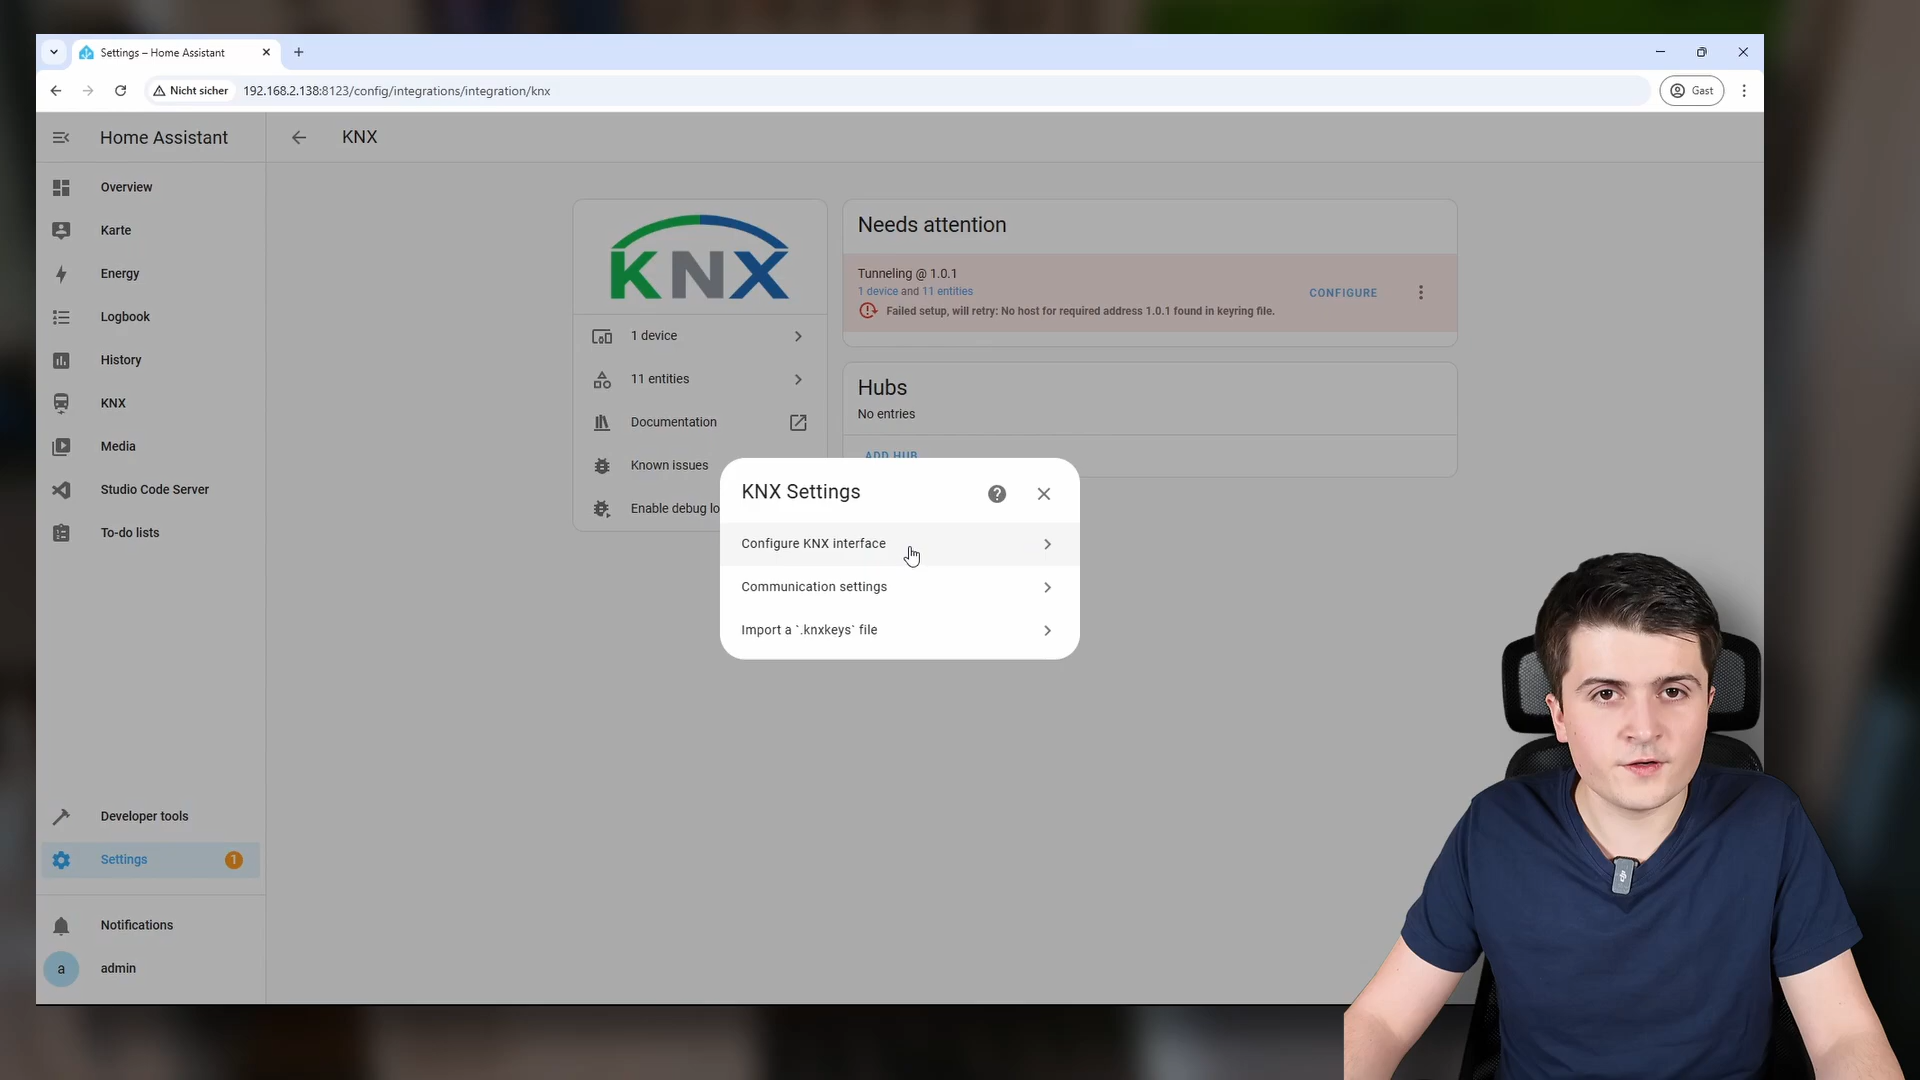 Settings – Home Assistant
Nicht sicher
192.168.2.138:8123/config/integrations/integration/knx
Gast
Home Assistant
KNX
Overview
Karte
Energy
Logbook
History
KNX
Media
Studio Code Server
To-do lists
Developer tools
Settings
1
Notifications
a
admin
KNX
1 device
11 entities
Documentation
Known issues
Enable debug lo
Needs attention
Tunneling @ 1.0.1
1 device and 11 entities
Failed setup, will retry: No host for required address 1.0.1 found in keyring file.
CONFIGURE
Hubs
No entries
ADD HUB
KNX Settings
Configure KNX interface
Communication settings
Import a `.knxkeys` file